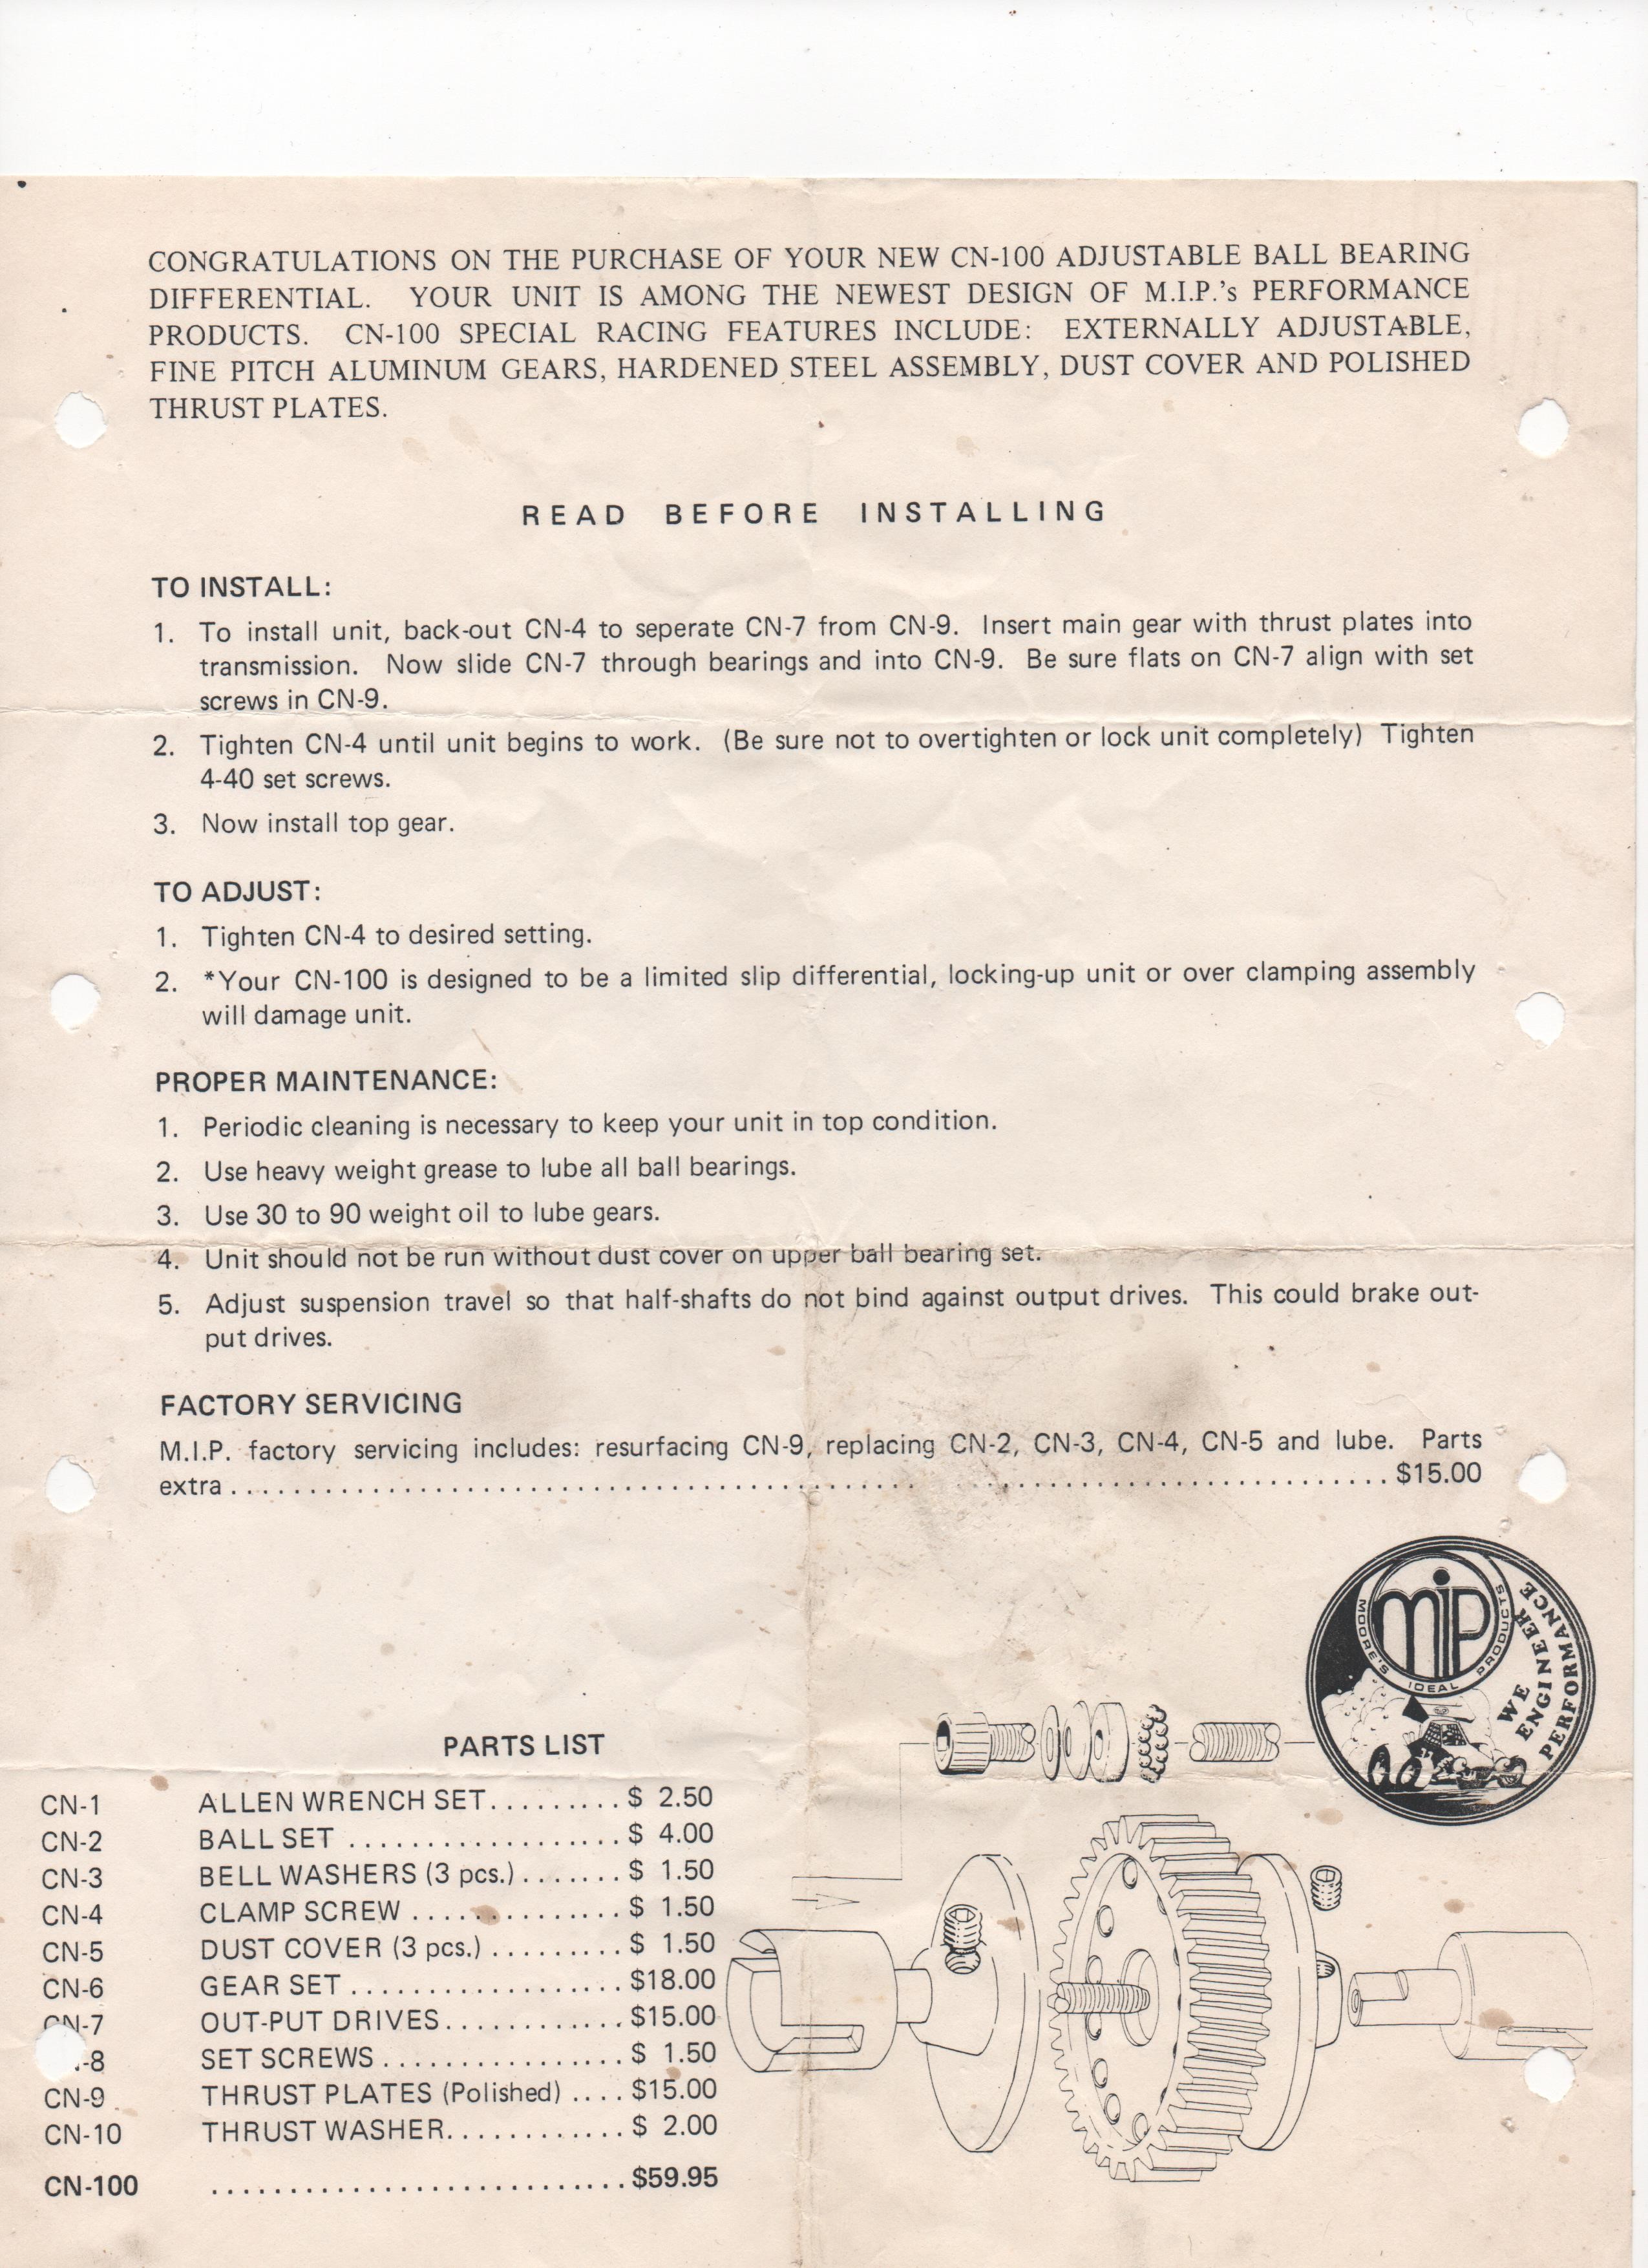 CONGRATULATIONS ON THE PURCHASE OF YOUR NEW CN-100 ADJUSTABLE BALL BEARING
DIFFERENTIAL. YOUR UNIT IS AMONG THE NEWEST DESIGN OF M.I.P.'s PERFORMANCE
PRODUCTS. CN-100 SPECIAL RACING FEATURES INCLUDE: EXTERNALLY ADJUSTABLE,
FINE PITCH ALUMINUM GEARS, HARDENED STEEL ASSEMBLY, DUST COVER AND POLISHED
THRUST PLATES.
READ BEFORE INSTALLING
TO INSTALL:
1. To install unit, back-out CN-4 to seperate CN-7 from CN-9. Insert main gear with thrust plates into
transmission. Now slide CN-7 through bearings and into CN-9. Be sure flats on CN-7 align with set
screws in CN-9.
2. Tighten CN-4 until unit begins to work. (Be sure not to overtighten or lock unit completely) Tighten
4-40 set screws.
3. Now install top gear.
TO ADJUST:
1. Tighten CN-4 to desired setting.
2. *Your CN-100 is designed to be a limited slip differential, locking-up unit or over clamping assembly
will damage unit.
PROPER MAINTENANCE:
1. Periodic cleaning is necessary to keep your unit in top condition.
2. Use heavy weight grease to lube all ball bearings.
3. Use 30 to 90 weight oil to lube gears.
4. Unit should not be run without dust cover on upper ball bearing set.
5. Adjust suspension travel so that half-shafts do not bind against output drives. This could brake out-
put drives.
FACTORY SERVICING
M.I.P. factory servicing includes: resurfacing CN-9, replacing CN-2, CN-3, CN-4, CN-5 and lube. Parts
extra ........................................ $15.00
mip
MOORE'S IDEAL PRODUCTS
WE ENGINEER PERFORMANCE
PARTS LIST
CN-1 ALLEN WRENCH SET......... $ 2.50
CN-2 BALL SET .................. $ 4.00
CN-3 BELL WASHERS (3 pcs.)....... $ 1.50
CN-4 CLAMP SCREW .............. $ 1.50
CN-5 DUST COVER (3 pcs.) ......... $ 1.50
CN-6 GEAR SET .................. $18.00
CN-7 OUT-PUT DRIVES............ $15.00
-8 SET SCREWS................ $ 1.50
CN-9 THRUST PLATES (Polished) .... $15.00
CN-10 THRUST WASHER............ $ 2.00
CN-100 ........................... $59.95